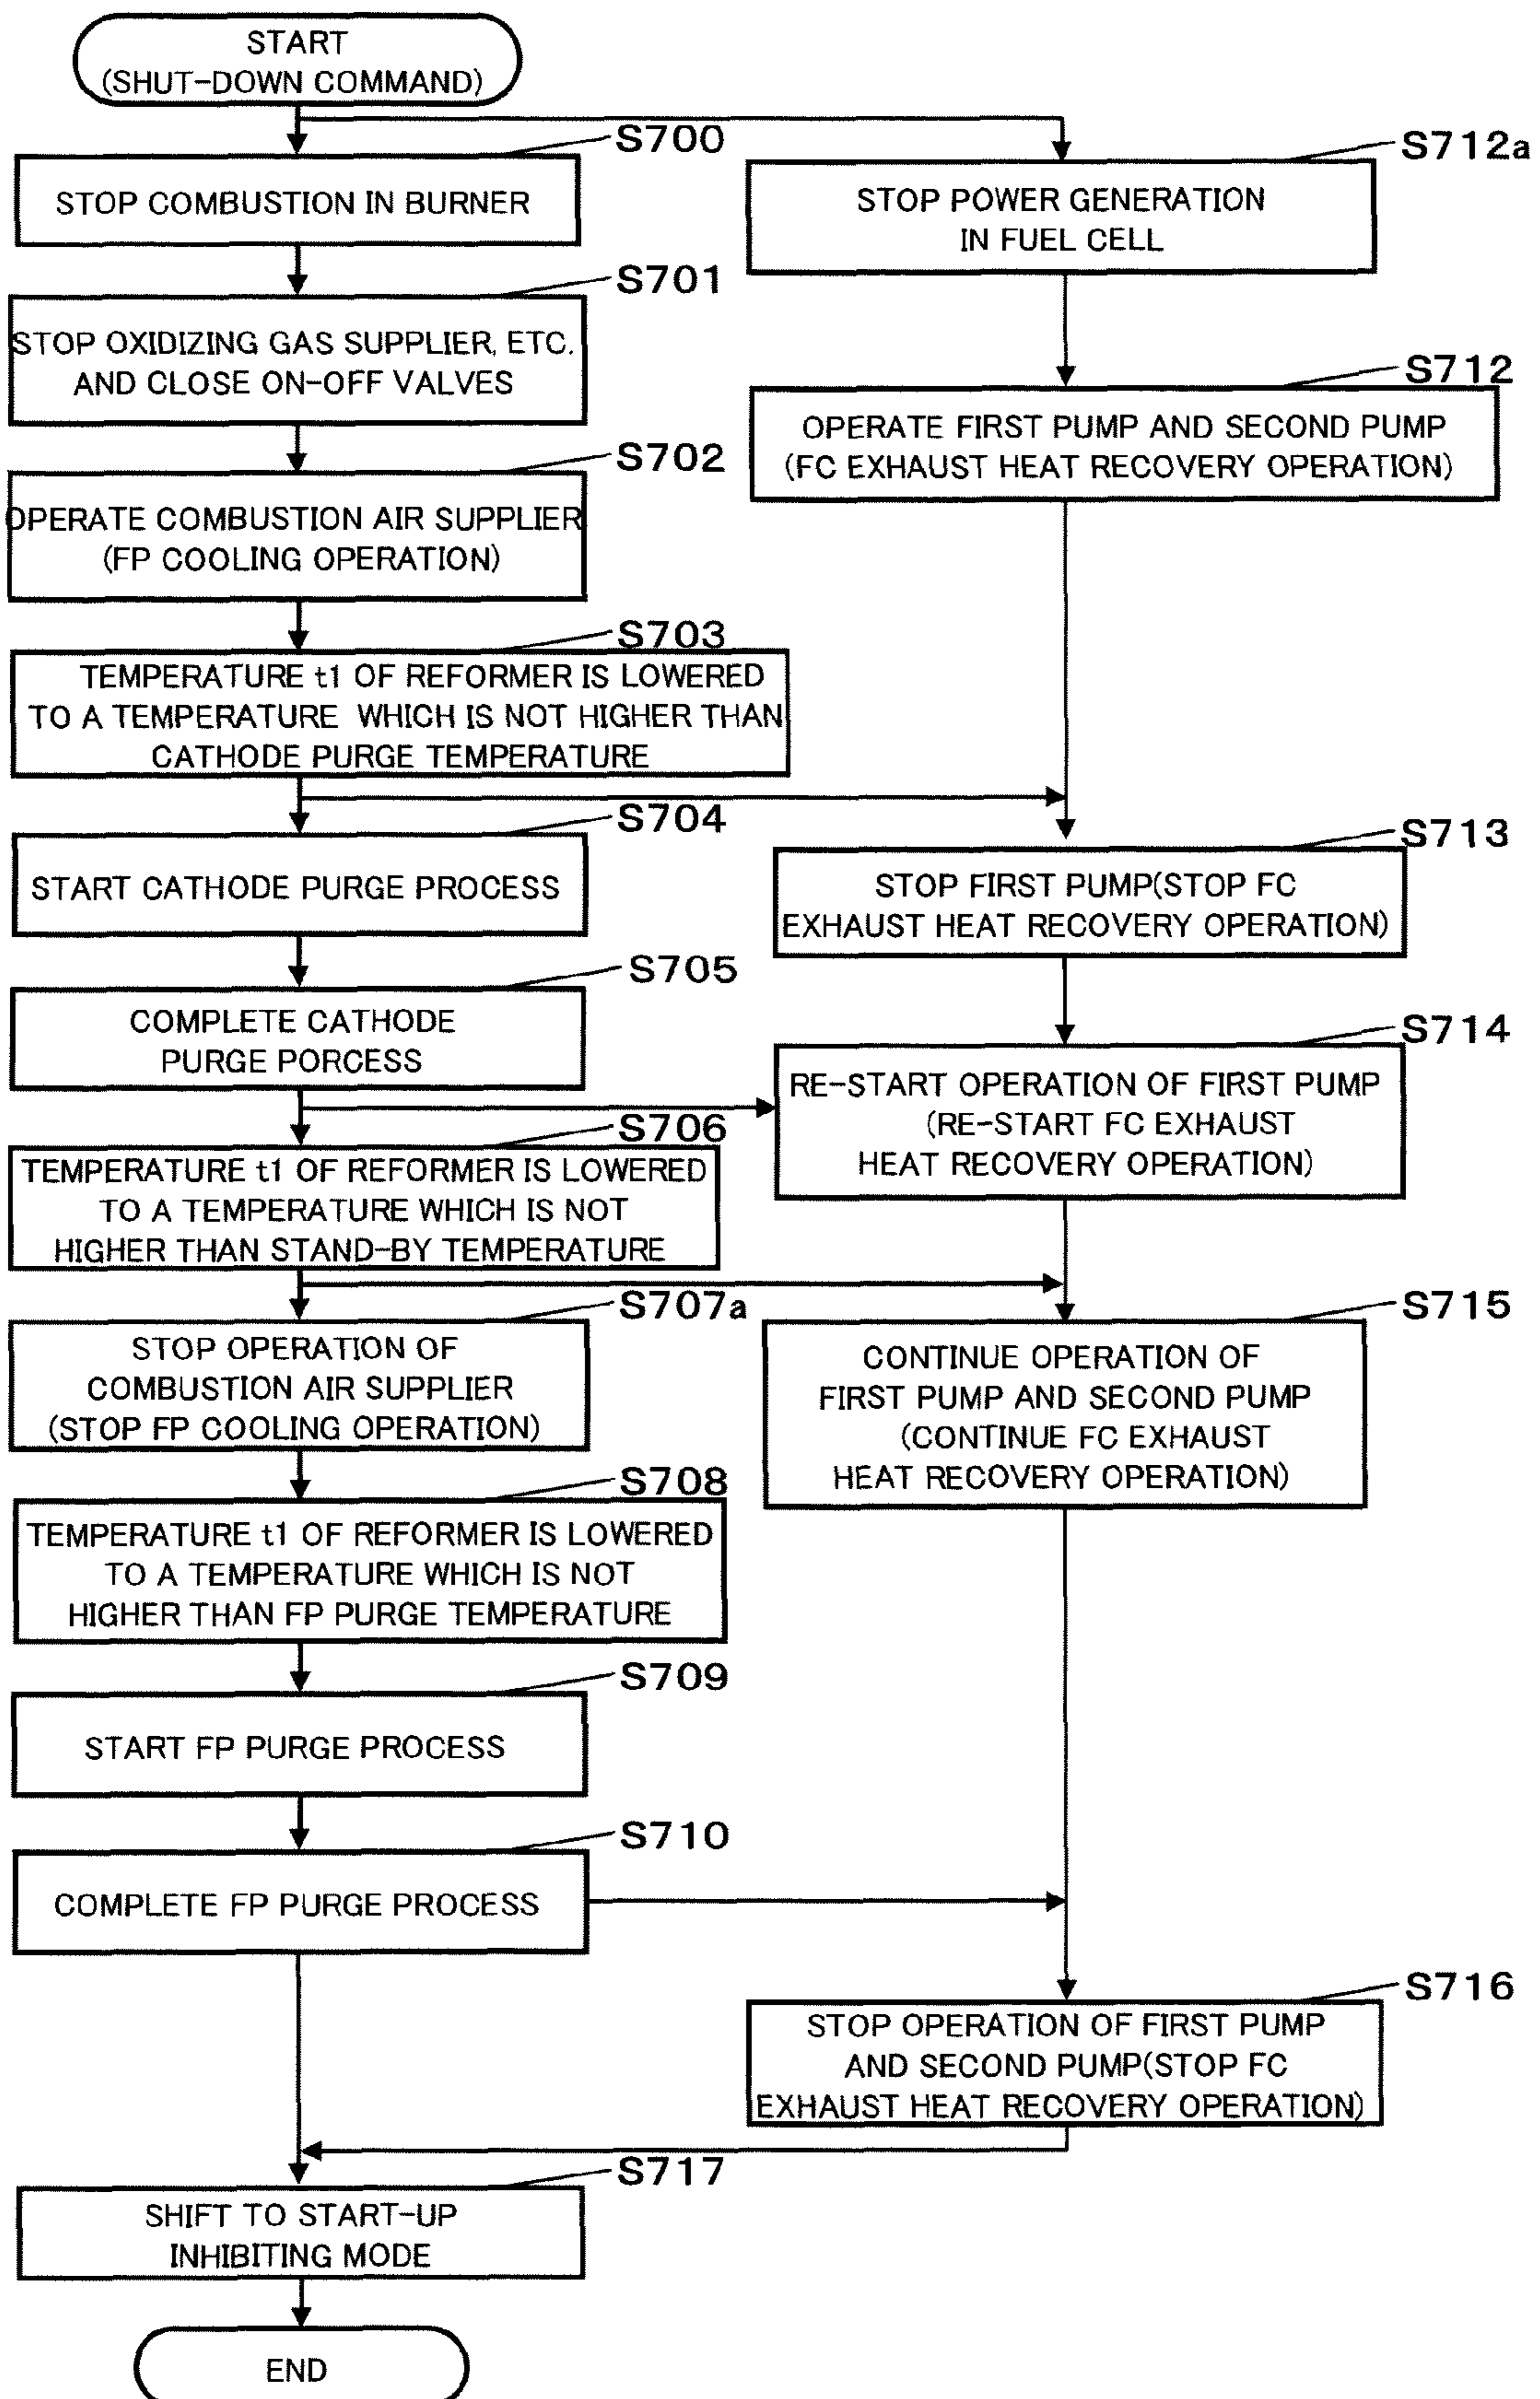 START
(SHUT-DOWN COMMAND)
S700
STOP COMBUSTION IN BURNER
S701
STOP OXIDIZING GAS SUPPLIER, ETC.
AND CLOSE ON-OFF VALVES
S702
OPERATE COMBUSTION AIR SUPPLIER
(FP COOLING OPERATION)
S703
TEMPERATURE t1 OF REFORMER IS LOWERED
TO A TEMPERATURE WHICH IS NOT HIGHER THAN
CATHODE PURGE TEMPERATURE
S704
START CATHODE PURGE PROCESS
S705
COMPLETE CATHODE
PURGE PORCESS
S706
TEMPERATURE t1 OF REFORMER IS LOWERED
TO A TEMPERATURE WHICH IS NOT
HIGHER THAN STAND-BY TEMPERATURE
S707a
STOP OPERATION OF
COMBUSTION AIR SUPPLIER
(STOP FP COOLING OPERATION)
S708
TEMPERATURE t1 OF REFORMER IS LOWERED
TO A TEMPERATURE WHICH IS NOT
HIGHER THAN FP PURGE TEMPERATURE
S709
START FP PURGE PROCESS
S710
COMPLETE FP PURGE PROCESS
S712a
STOP POWER GENERATION
IN FUEL CELL
S712
OPERATE FIRST PUMP AND SECOND PUMP
(FC EXHAUST HEAT RECOVERY OPERATION)
S713
STOP FIRST PUMP(STOP FC
EXHAUST HEAT RECOVERY OPERATION)
S714
RE-START OPERATION OF FIRST PUMP
(RE-START FC EXHAUST
HEAT RECOVERY OPERATION)
S715
CONTINUE OPERATION OF
FIRST PUMP AND SECOND PUMP
(CONTINUE FC EXHAUST
HEAT RECOVERY OPERATION)
S716
STOP OPERATION OF FIRST PUMP
AND SECOND PUMP(STOP FC
EXHAUST HEAT RECOVERY OPERATION)
S717
SHIFT TO START-UP
INHIBITING MODE
END